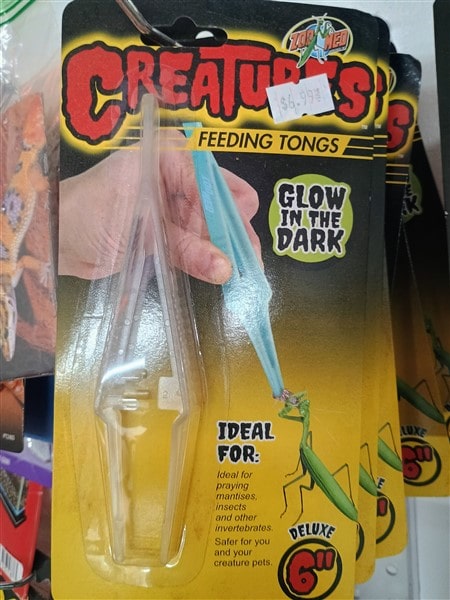 ZOO MED
CREATURES
$6.99
FEEDING TONGS
GLOW
IN THE
DARK
IDEAL
FOR:
Ideal for
praying
mantises,
insects
and other
invertebrates.
Safer for you
and your
creature pets.
DELUXE
6"